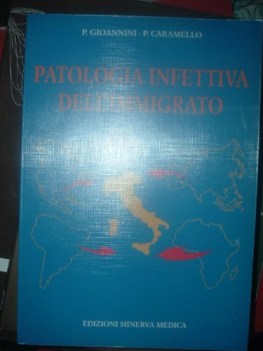 P. GIOANNINI - P. CARAMELLO
PATOLOGIA INFETTIVA
DELL'IMMIGRATO
EDIZIONI MINERVA MEDICA